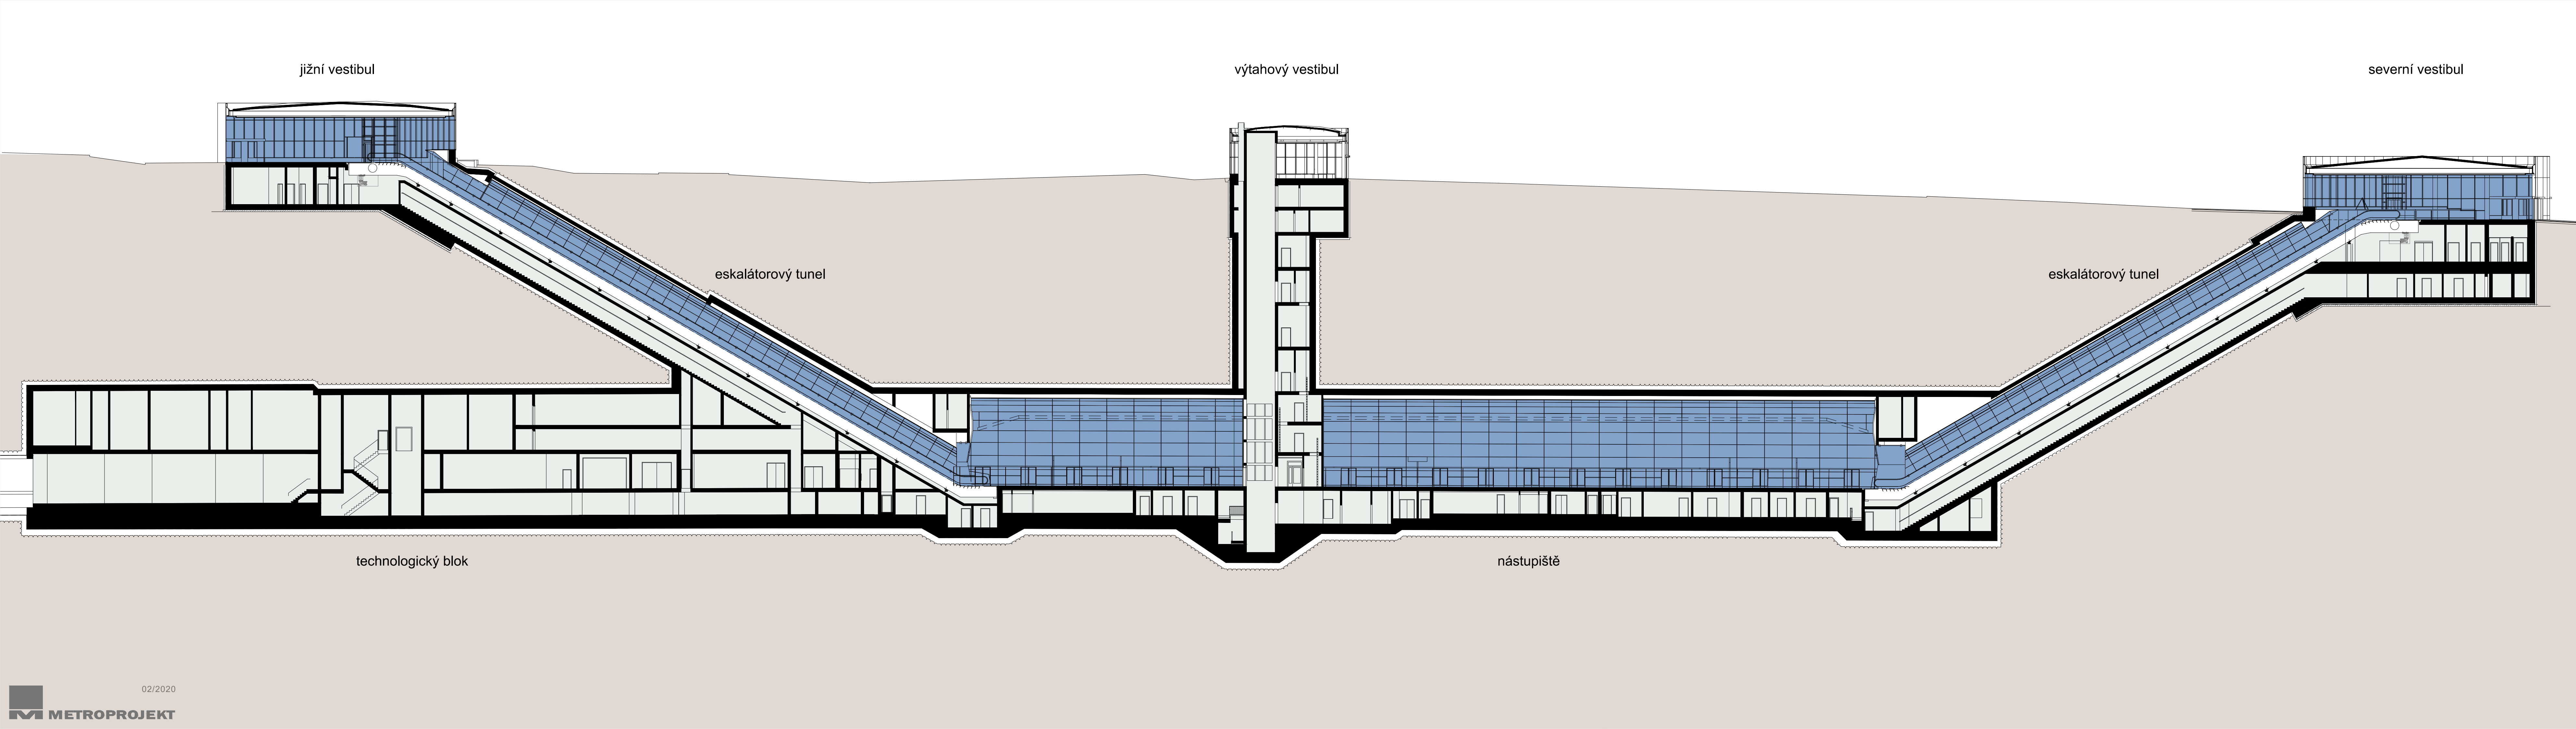 jižní vestibul
výtahový vestibul
severní vestibul
eskalátorový tunel
eskalátorový tunel
technologický blok
nástupiště
02/2020
METROPROJEKT